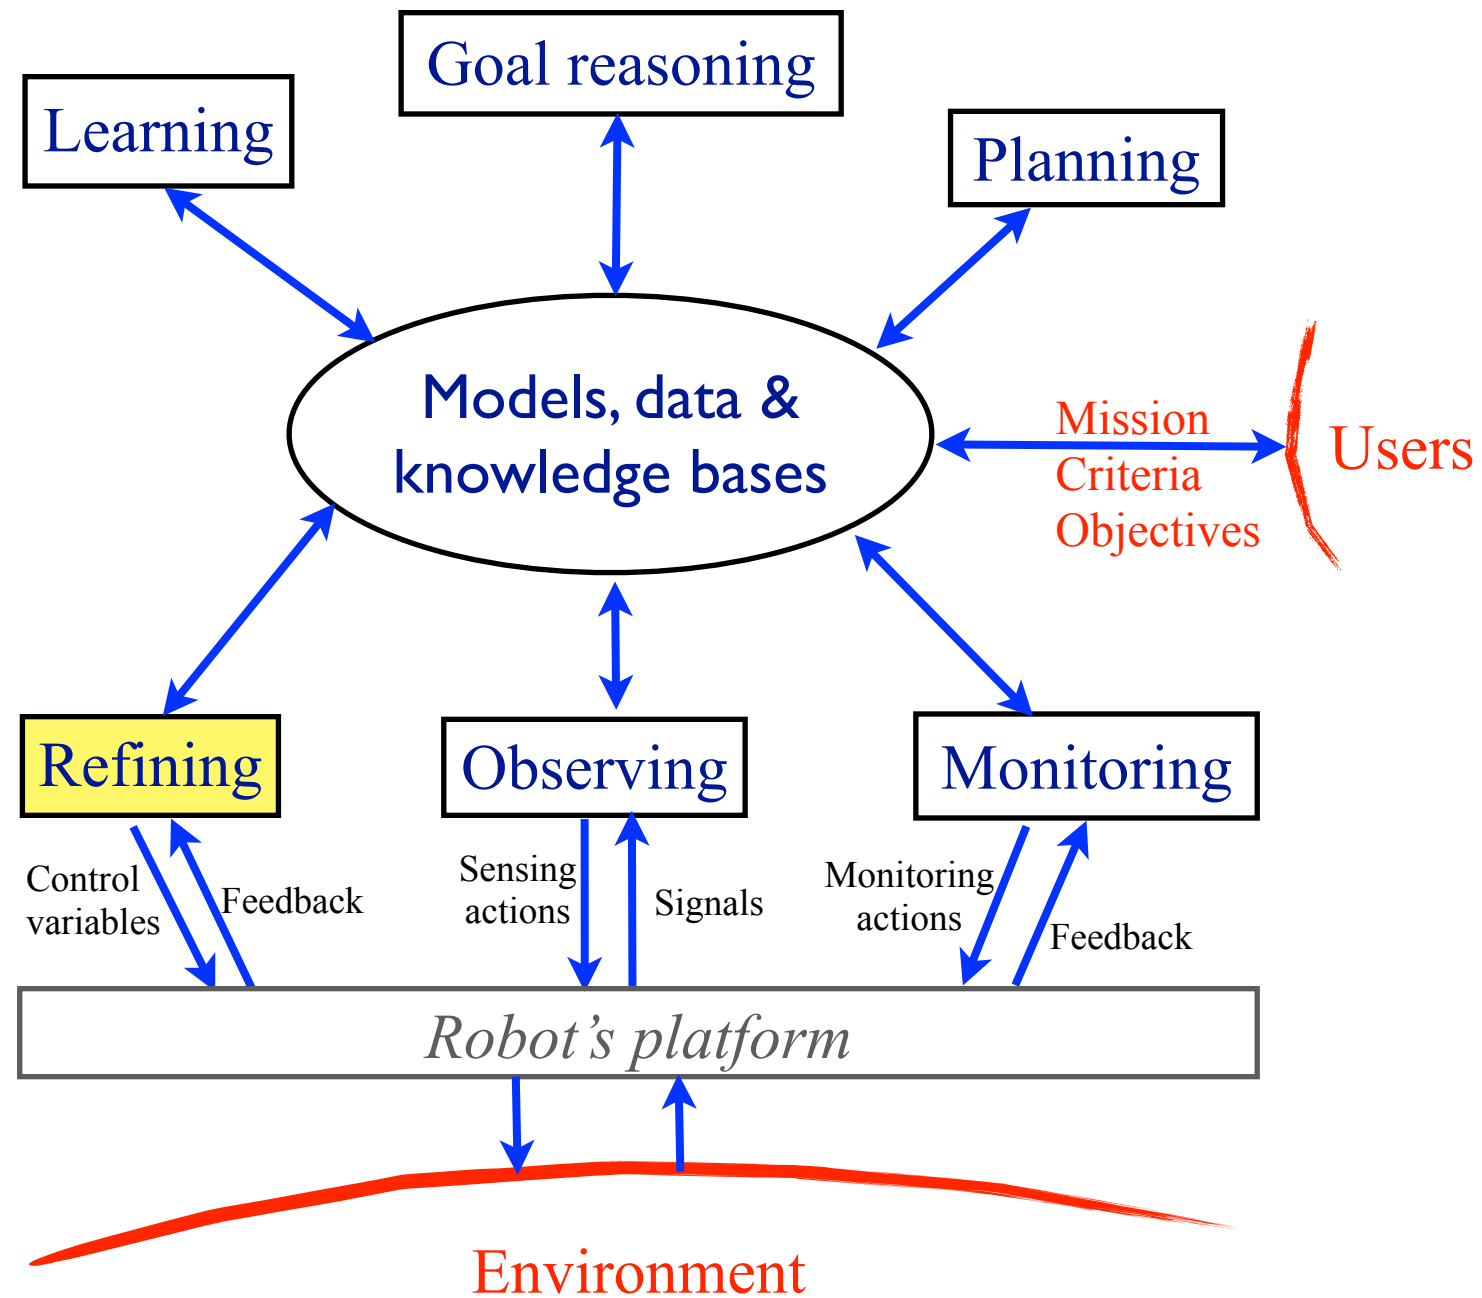 Goal reasoning
Learning
Planning
Models, data &
knowledge bases
Mission
Criteria
Objectives
Users
Refining
Observing
Monitoring
Control
variables
Feedback
Sensing
actions
Signals
Monitoring
actions
Feedback
Robot’s platform
Environment